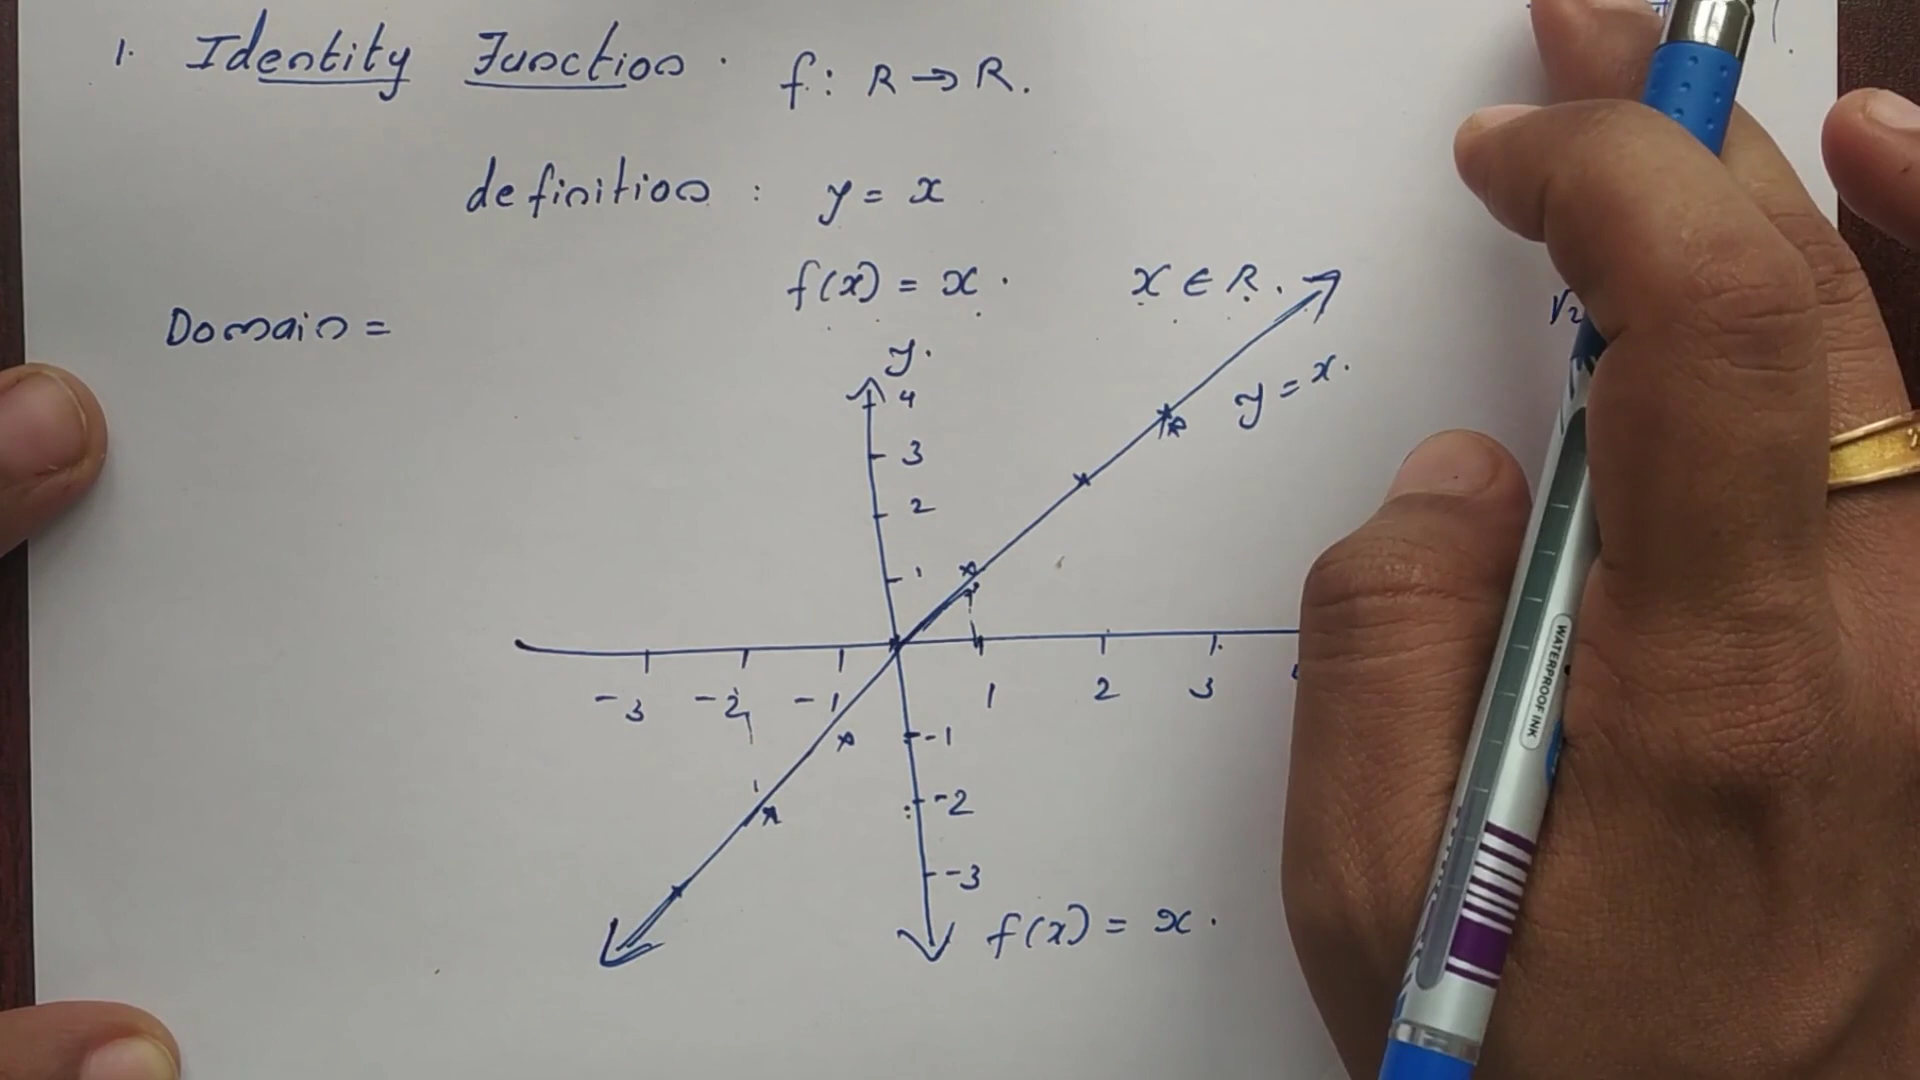 1. Identity Function. f: R → R.
definition : y = x
f(x) = x. x ∈ R.
Domain =
y.
4
y = x.
3
2
1
-3 -2 -1 1 2 3
-1
-2
-3
f(x) = x.
√2
WATERPROOF INK